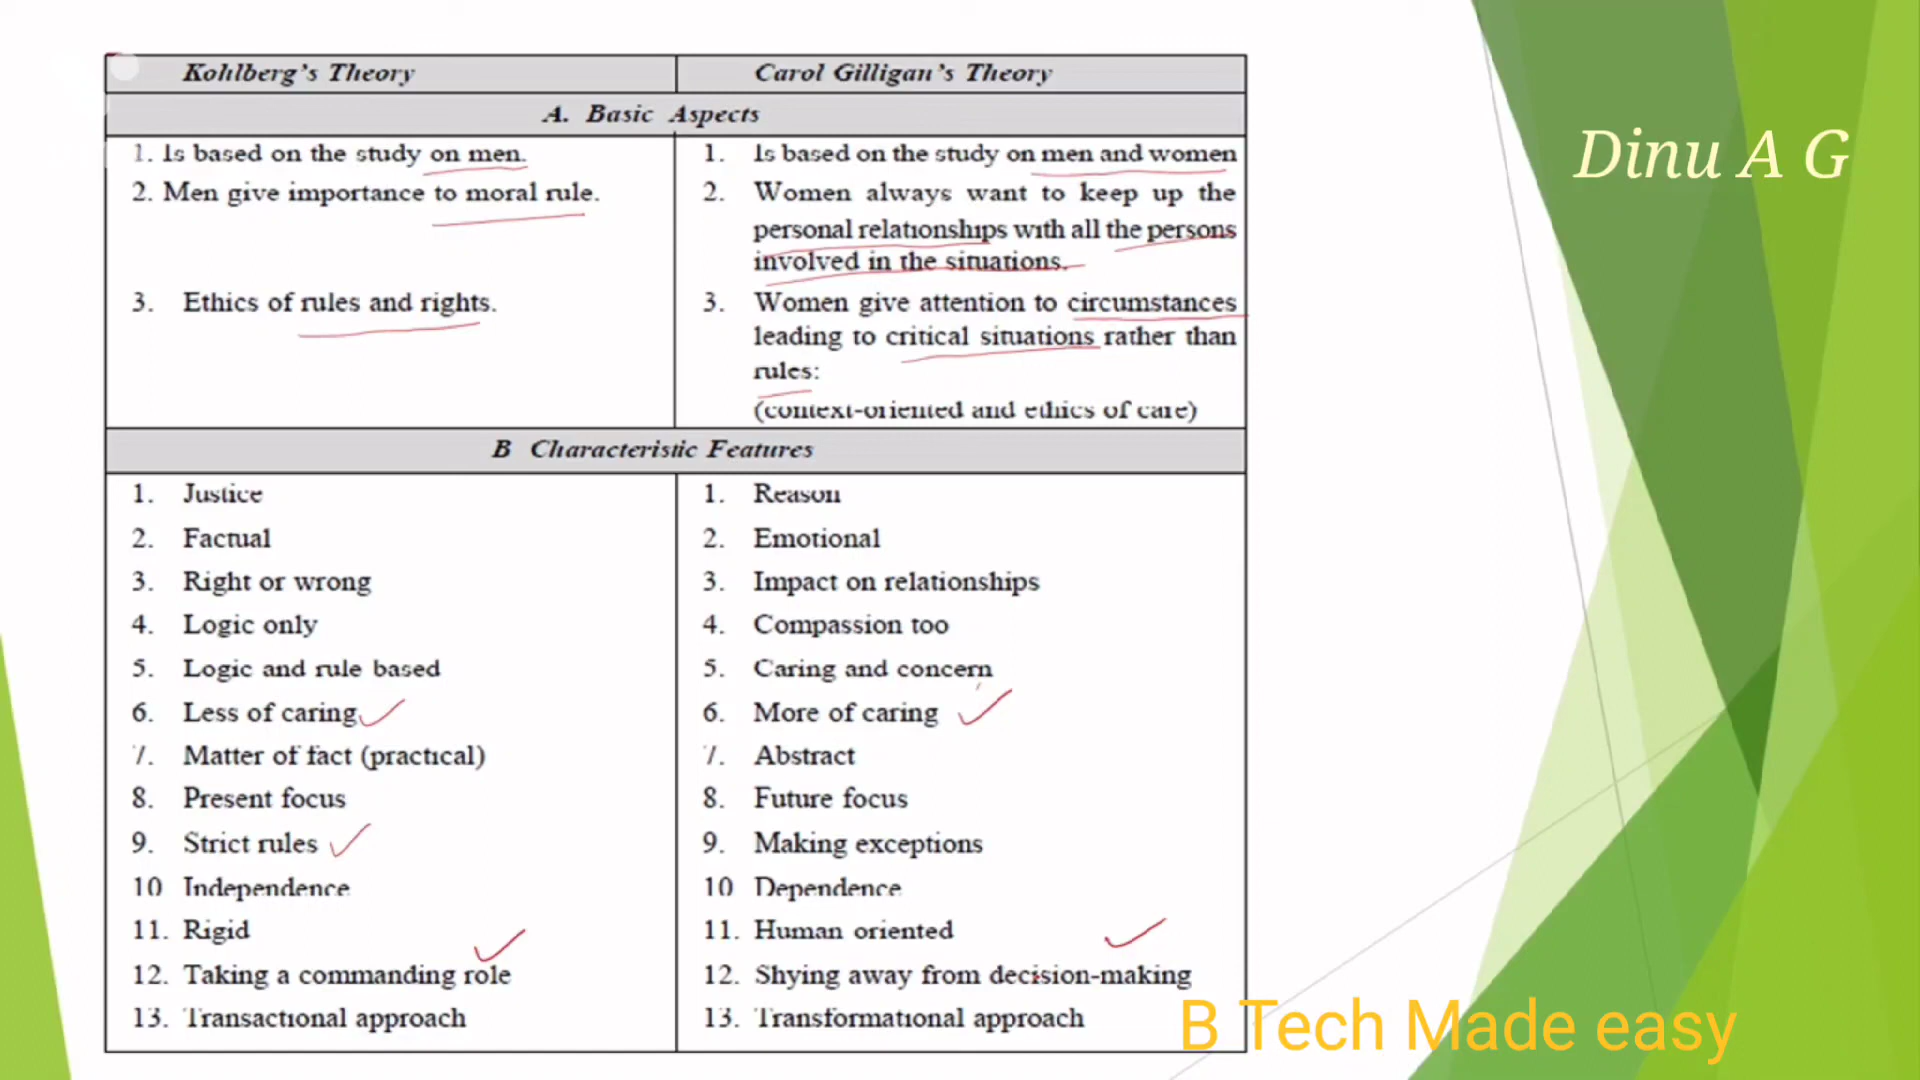 Kohlberg's Theory
Carol Gilligan's Theory
A. Basic Aspects
1. Is based on the study on men.
1. Is based on the study on men and women
2. Men give importance to moral rule.
2. Women always want to keep up the
personal relationships with all the persons
involved in the situations.
3. Ethics of rules and rights.
3. Women give attention to circumstances
leading to critical situations rather than
rules:
(context-oriented and ethics of care)
B Characteristic Features
1. Justice
1. Reason
2. Factual
2. Emotional
3. Right or wrong
3. Impact on relationships
4. Logic only
4. Compassion too
5. Logic and rule based
5. Caring and concern
6. Less of caring
6. More of caring
7. Matter of fact (practical)
7. Abstract
8. Present focus
8. Future focus
9. Strict rules
9. Making exceptions
10 Independence
10 Dependence
11. Rigid
11. Human oriented
12. Taking a commanding role
12. Shying away from decision-making
13. Transactional approach
13. Transformational approach
Dinu A G
B Tech Made easy